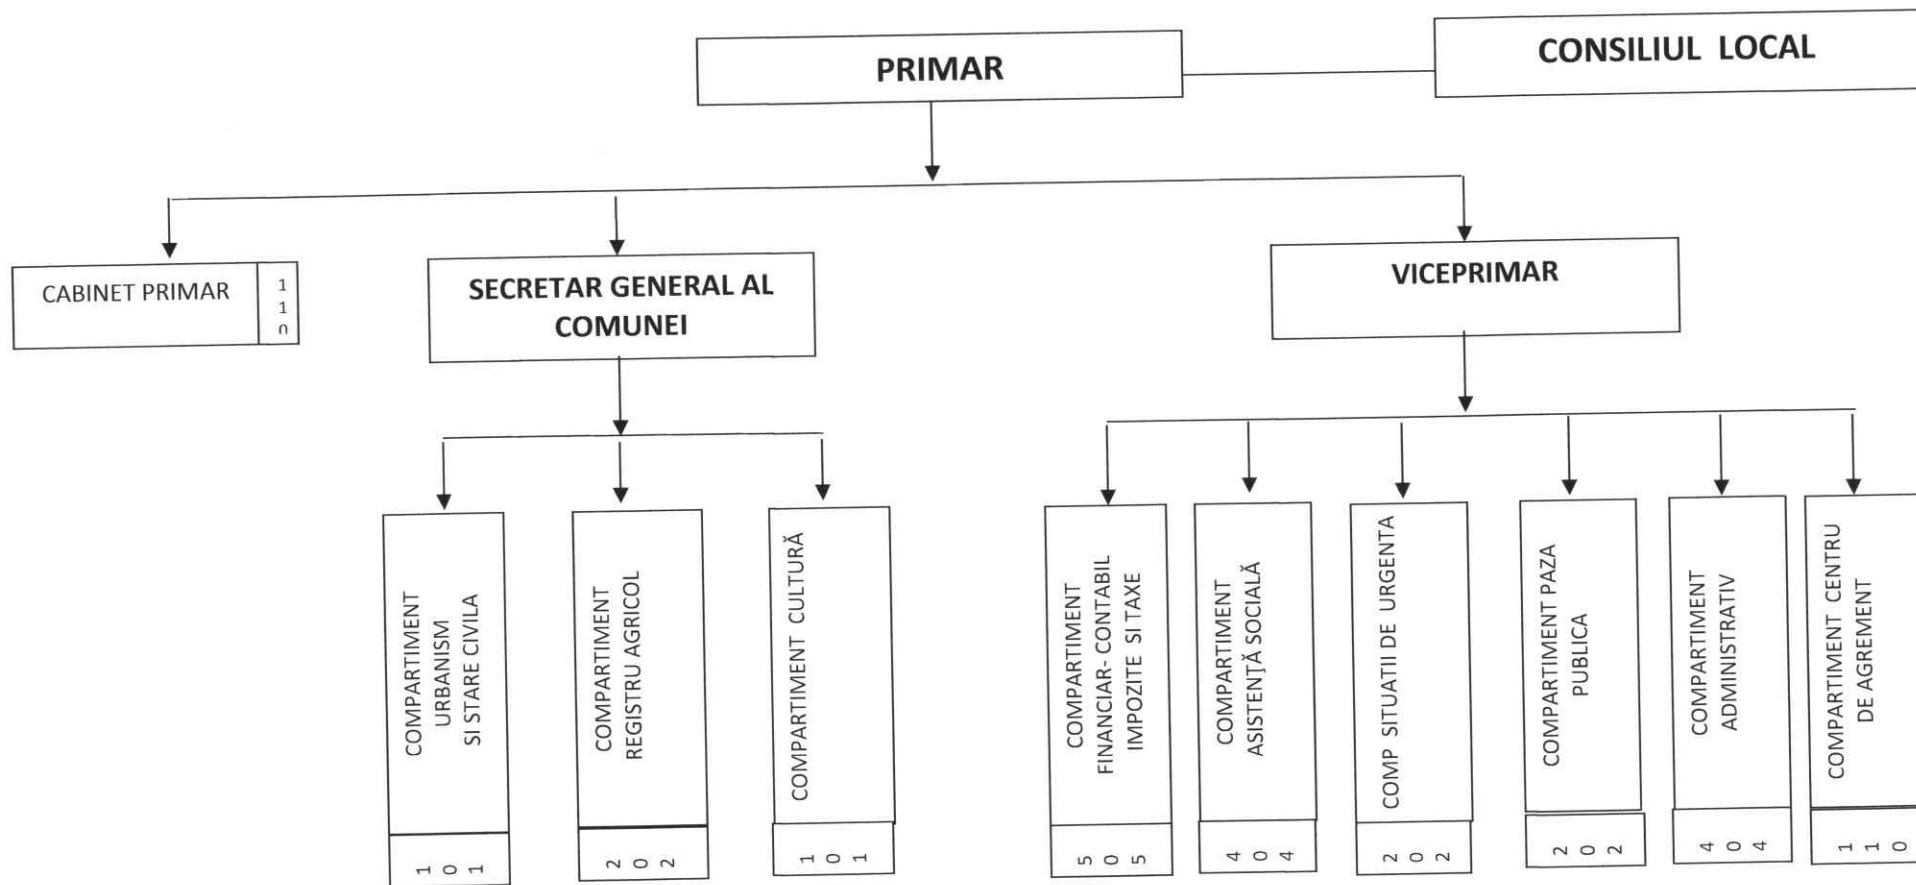 PRIMAR
CONSILIUL LOCAL
CABINET PRIMAR
1
1
0
SECRETAR GENERAL AL
COMUNEI
VICEPRIMAR
COMPARTIMENT
URBANISM
SI STARE CIVILA
1 0 1
COMPARTIMENT
REGISTRU AGRICOL
2 0 2
COMPARTIMENT CULTURĂ
1 0 1
COMPARTIMENT
FINANCIAR- CONTABIL
IMPOZITE SI TAXE
5 0 5
COMPARTIMENT
ASISTENŢĂ SOCIALĂ
4 0 4
COMP SITUATII DE URGENTA
2 0 2
COMPARTIMENT PAZA
PUBLICA
2 0 2
COMPARTIMENT
ADMINISTRATIV
4 0 4
COMPARTIMENT CENTRU
DE AGREMENT
1 1 0